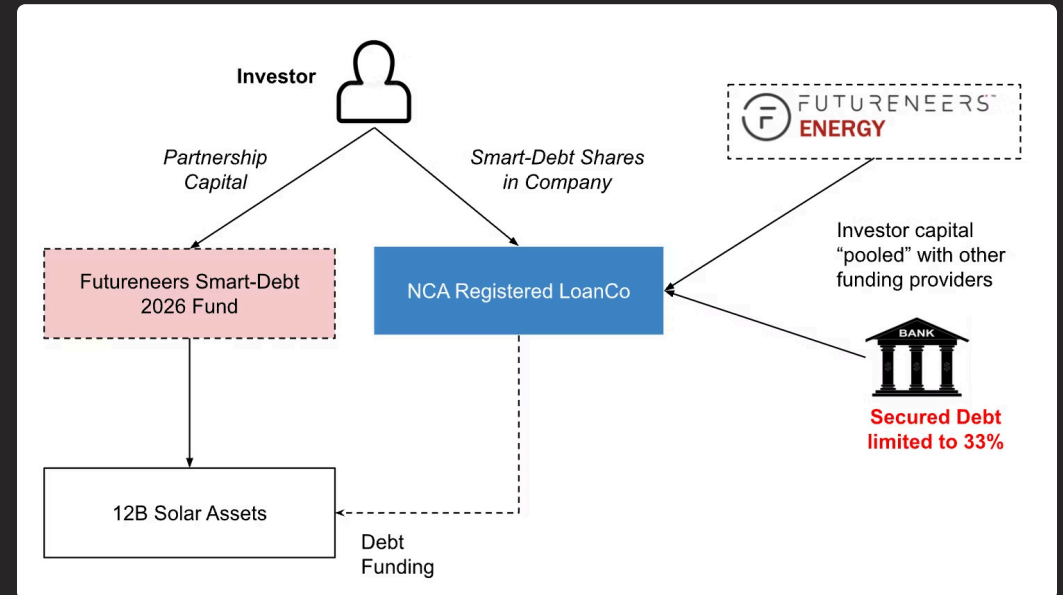 Investor
Partnership
Capital
Smart-Debt Shares
in Company
FUTURENEERS™
ENERGY
Investor capital
“pooled” with other
funding providers
Futureneers Smart-Debt
2026 Fund
NCA Registered LoanCo
BANK
Secured Debt
limited to 33%
12B Solar Assets
Debt
Funding